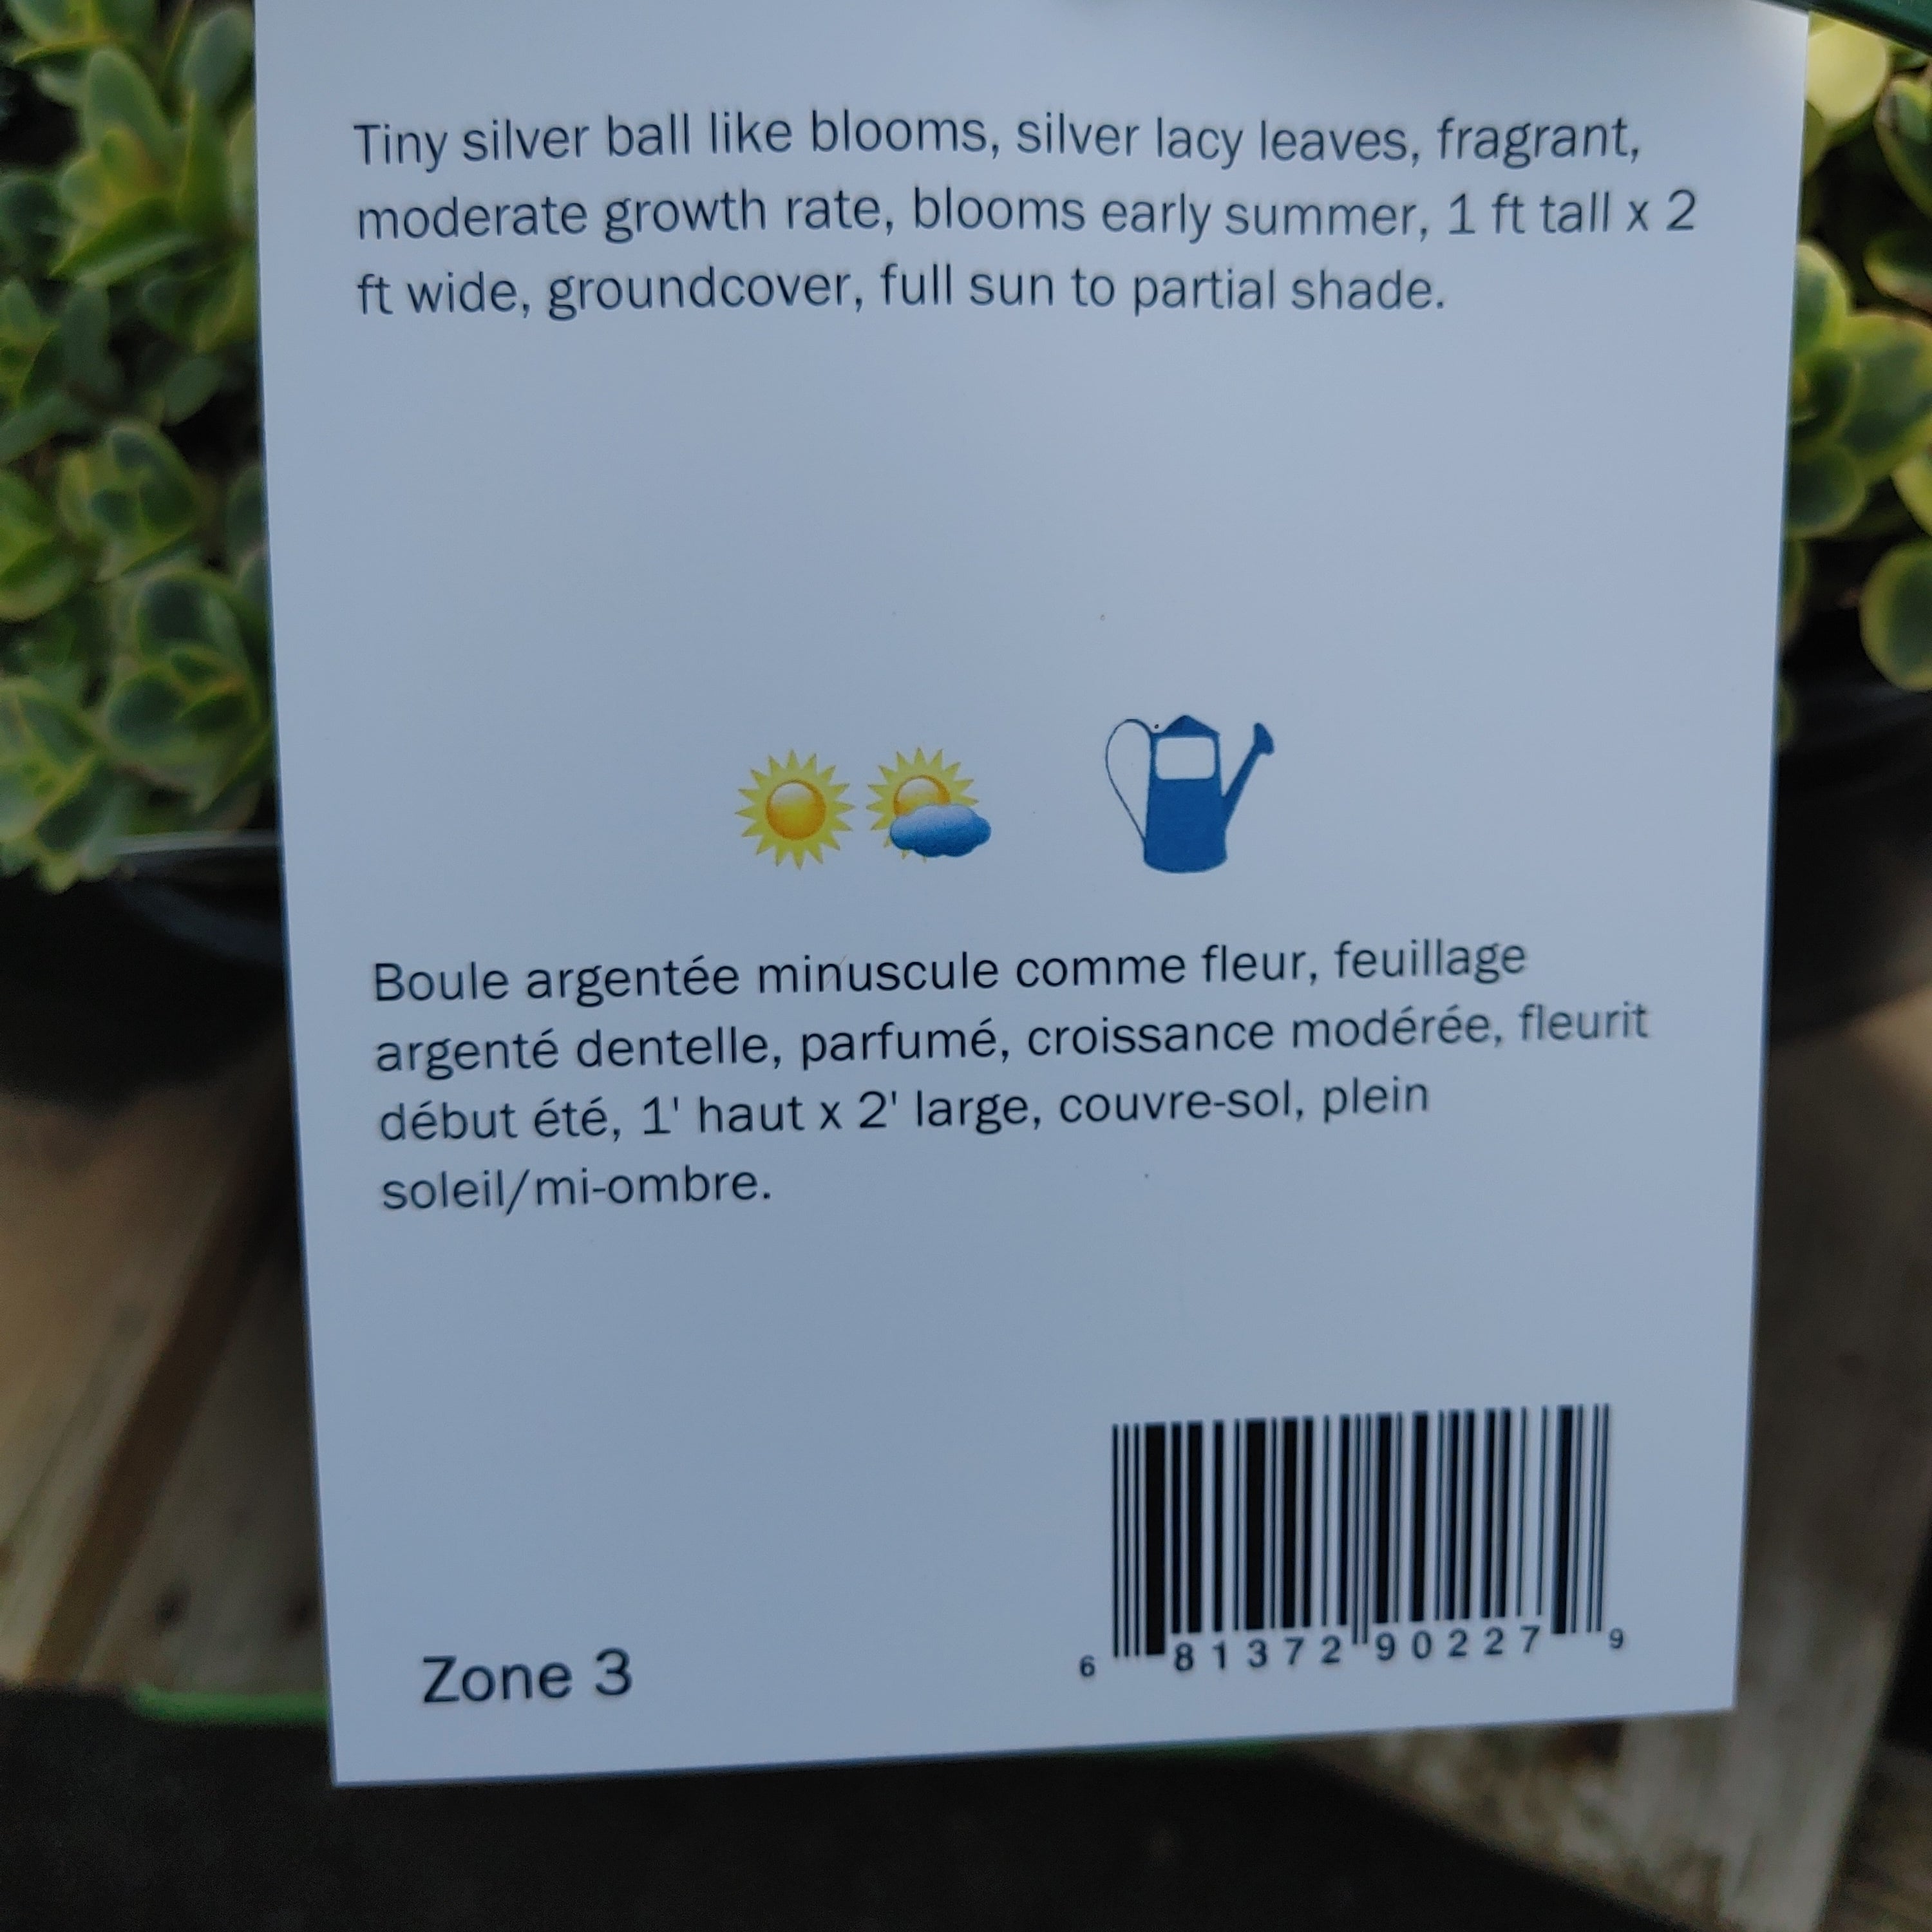 Tiny silver ball like blooms, silver lacy leaves, fragrant,
moderate growth rate, blooms early summer, 1 ft tall x 2
ft wide, groundcover, full sun to partial shade.
Boule argentée minuscule comme fleur, feuillage
argenté dentelle, parfumé, croissance modérée, fleurit
début été, 1' haut x 2' large, couvre-sol, plein
soleil/mi-ombre.
Zone 3
6 81372 90227 9